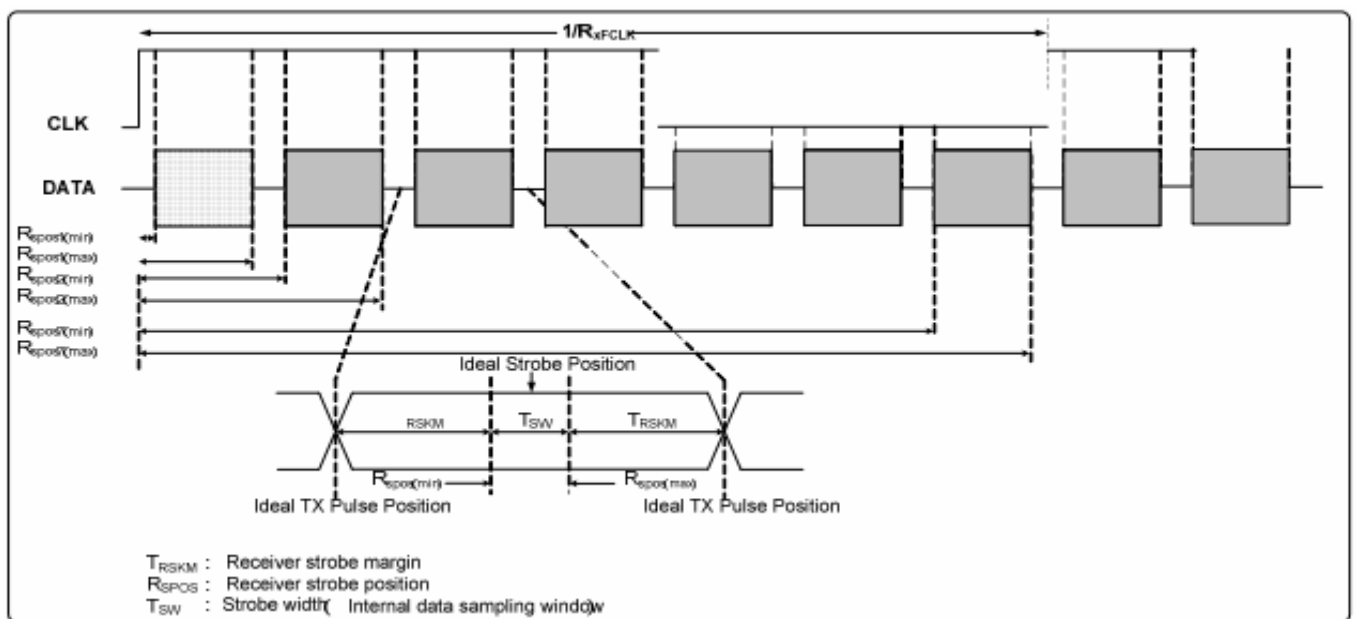 1/RxFCLK
CLK
DATA
Rspos1(min)
Rspos1(max)
Rspos2(min)
Rspos2(max)
Rspos7(min)
Rspos7(max)
Ideal Strobe Position
RSKM TSW TRSKM
Rspos(min) Rspos(max)
Ideal TX Pulse Position Ideal TX Pulse Position
TRSKM : Receiver strobe margin
RSPOS : Receiver strobe position
TSW : Strobe width( Internal data sampling window)